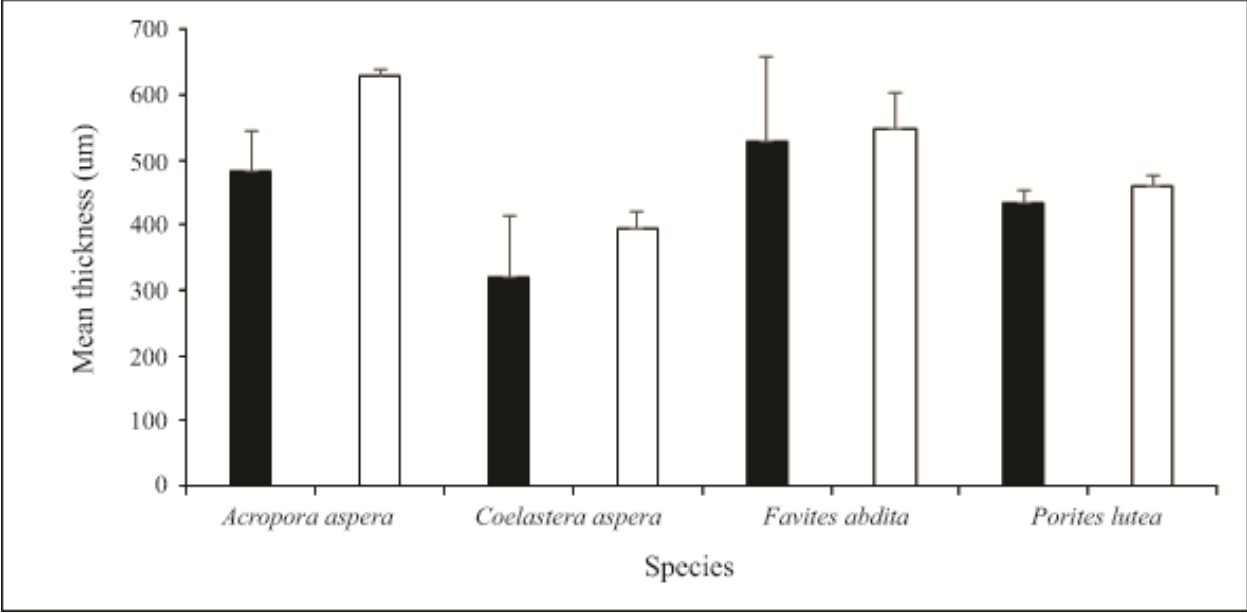 700
600
500
400
300
200
100
0
Mean thickness (um)
Acropora aspera Coelastera aspera Favites abdita Porites lutea
Species